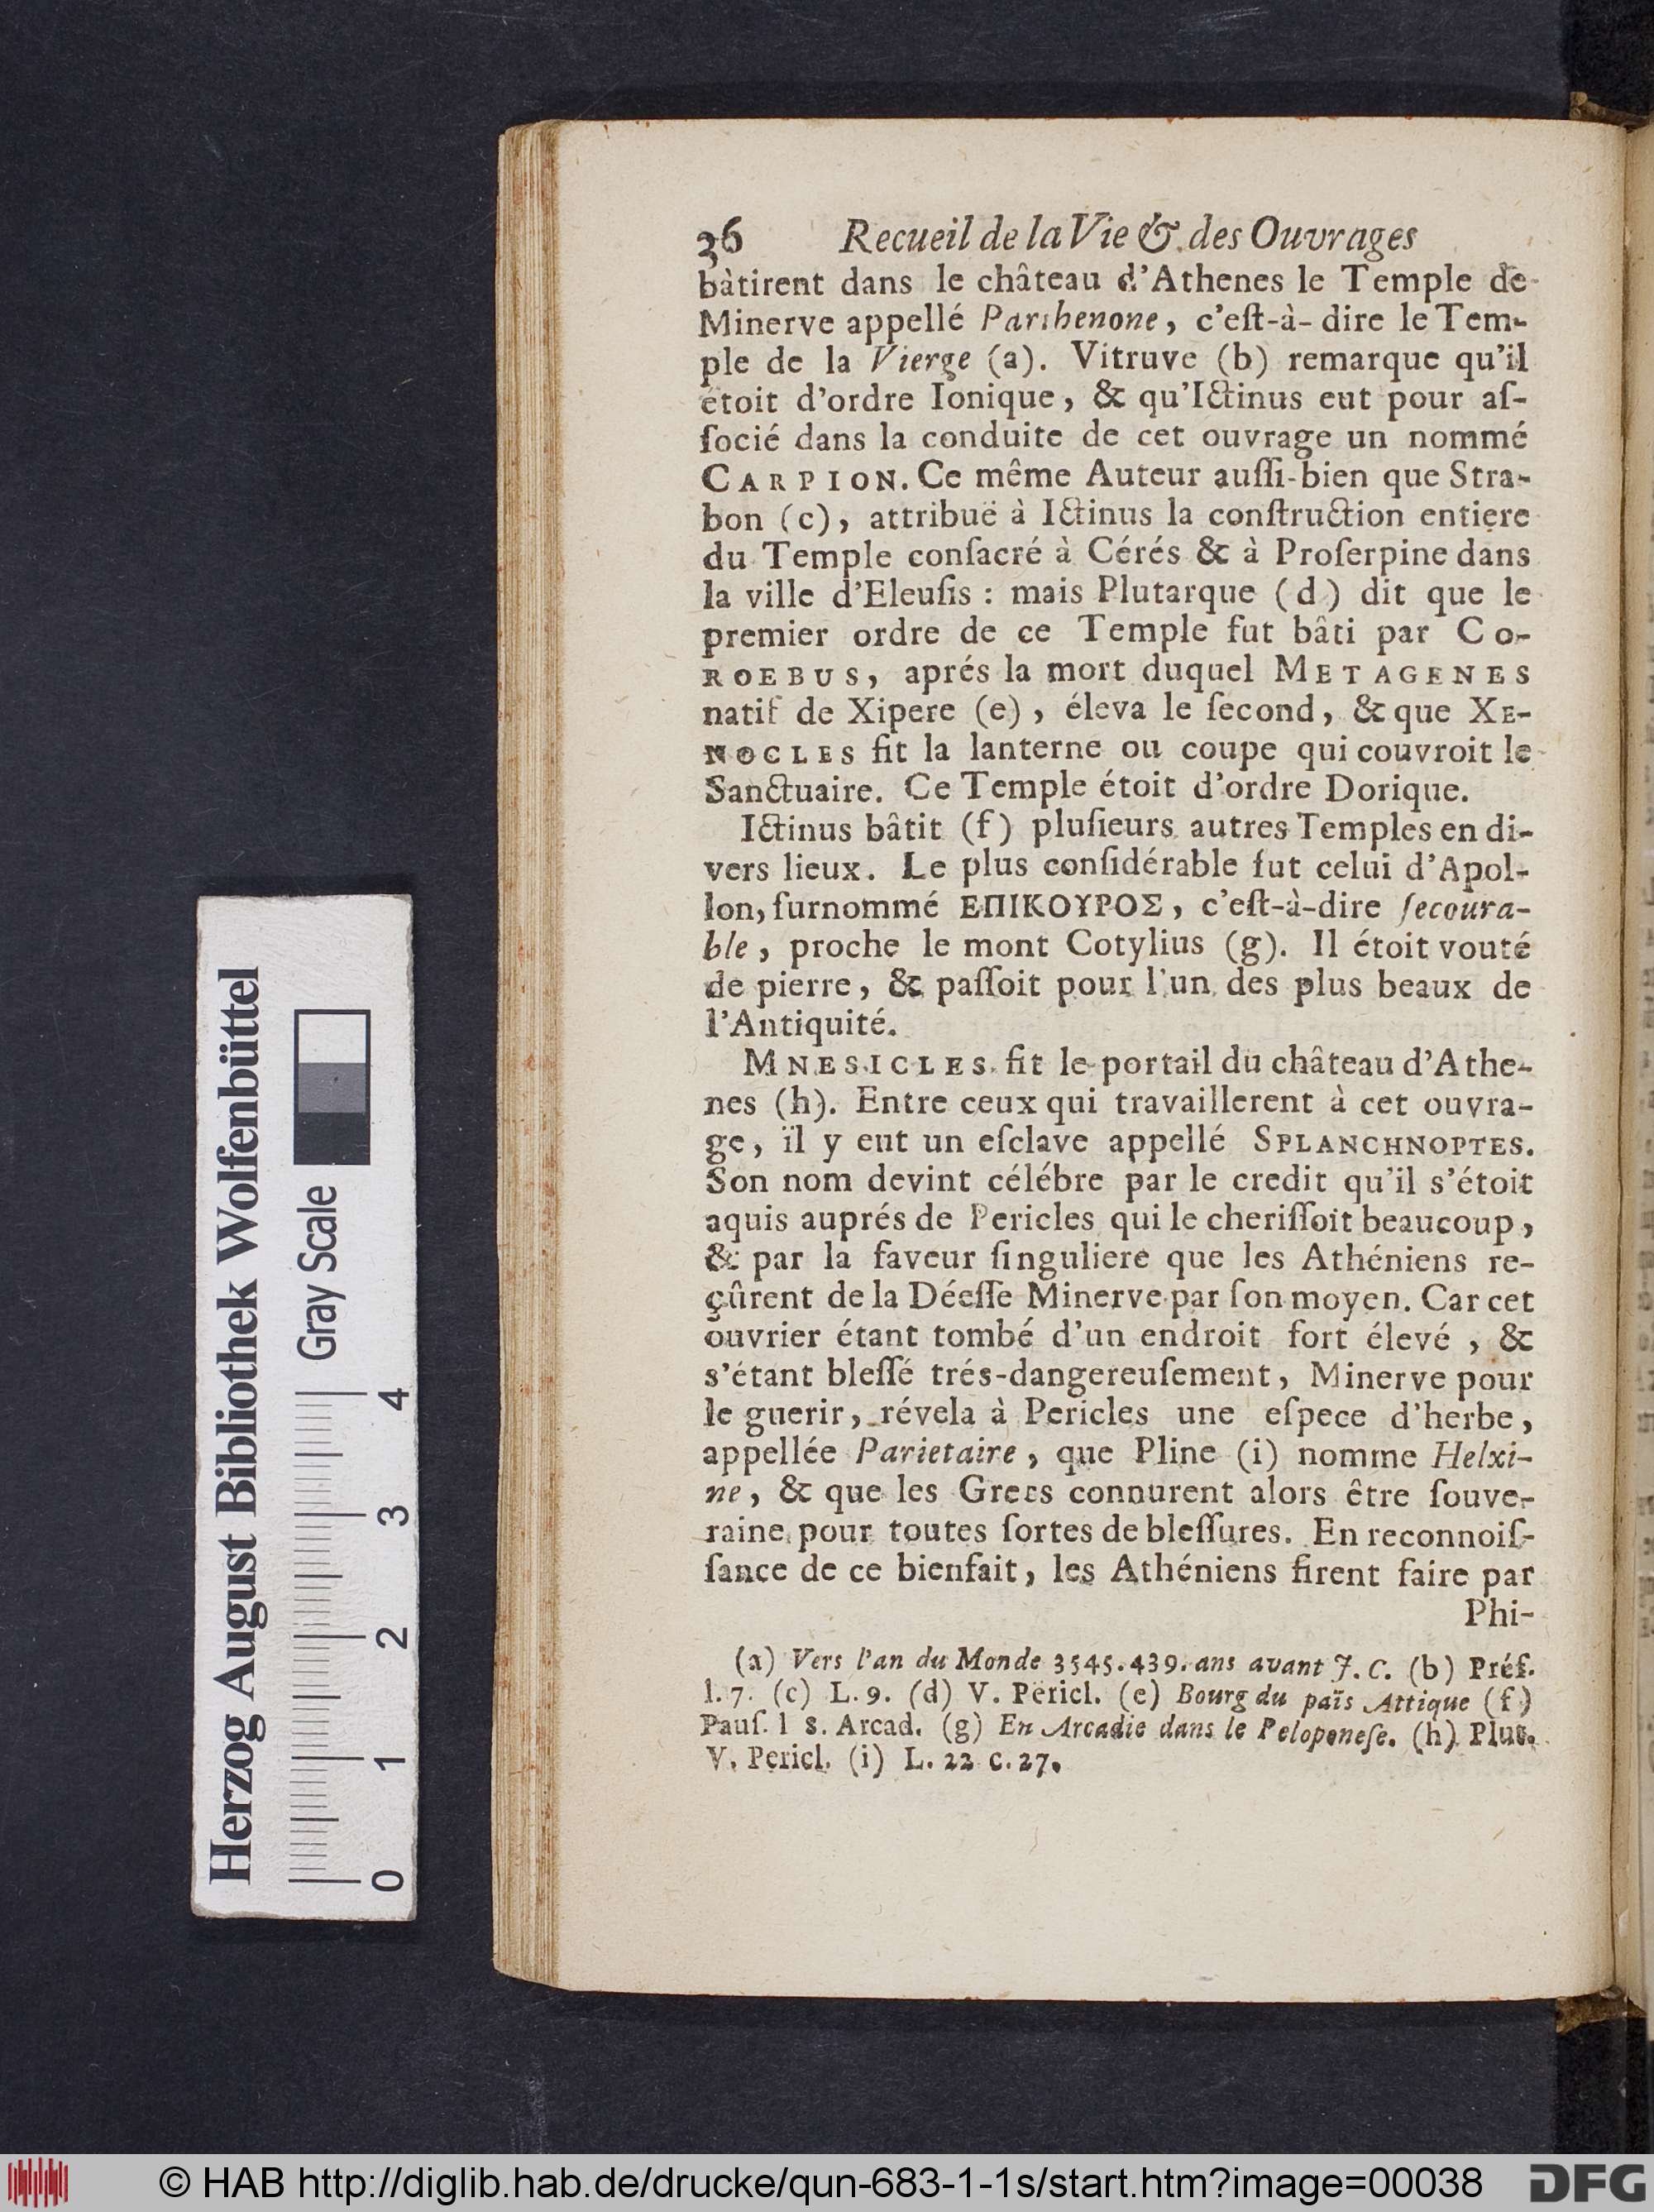 36 Recueil de la Vie & des Ouvrages
bàtirent dans le château d'Athenes le Temple de
Minerve appellé Parthenone, c'eſt-à-dire le Tem-
ple de la Vierge (a). Vitruve (b) remarque qu'il
étoit d'ordre Ionique, & qu'Ictinus eut pour aſ-
ſocié dans la conduite de cet ouvrage un nommé
CARPION. Ce même Auteur auſſi-bien que Stra-
bon (c), attribuë à Ictinus la conſtruction entiere
du Temple conſacré à Cérés & à Proſerpine dans
la ville d'Eleuſis : mais Plutarque (d) dit que le
premier ordre de ce Temple fut bâti par CO-
ROEBUS, aprés la mort duquel METAGENES
natif de Xipere (e), éleva le ſecond, & que XE-
NOCLES fit la lanterne ou coupe qui couvroit le
Sanctuaire. Ce Temple étoit d'ordre Dorique.
Ictinus bâtit (f) pluſieurs autres Temples en di-
vers lieux. Le plus conſidérable fut celui d'Apol-
lon, ſurnommé ΕΠΙΚΟΥΡΟΣ, c'eſt-à-dire ſecoura-
ble, proche le mont Cotylius (g). Il étoit vouté
de pierre, & paſſoit pour l'un des plus beaux de
l'Antiquité.
MNESICLES fit le portail du château d'Athe-
nes (h). Entre ceux qui travaillerent à cet ouvra-
ge, il y eut un eſclave appellé SPLANCHNOPTES.
Son nom devint célébre par le credit qu'il s'étoit
aquis auprés de Pericles qui le cheriſſoit beaucoup,
& par la faveur ſinguliere que les Athéniens re-
çûrent de la Déeſſe Minerve par ſon moyen. Car cet
ouvrier étant tombé d'un endroit fort élevé, &
s'étant bleſſé trés-dangereuſement, Minerve pour
le guerir, révela à Pericles une eſpece d'herbe,
appellée Parietaire, que Pline (i) nomme Helxi-
ne, & que les Grecs connurent alors être ſouve-
raine pour toutes ſortes de bleſſures. En reconnoiſ-
ſance de ce bienfait, les Athéniens firent faire par
Phi-
(a) Vers l'an du Monde 3545. 439. ans avant J. C. (b) Préf.
l. 7. (c) L. 9. (d) V. Pericl. (e) Bourg du païs Attique (f)
Pauſ. l 8. Arcad. (g) En Arcadie dans le Peloponeſe. (h) Plut.
V. Pericl. (i) L. 22 c. 27.
Herzog August Bibliothek Wolfenbüttel
Gray Scale
0 1 2 3 4
© HAB http://diglib.hab.de/drucke/qun-683-1-1s/start.htm?image=00038
DFG